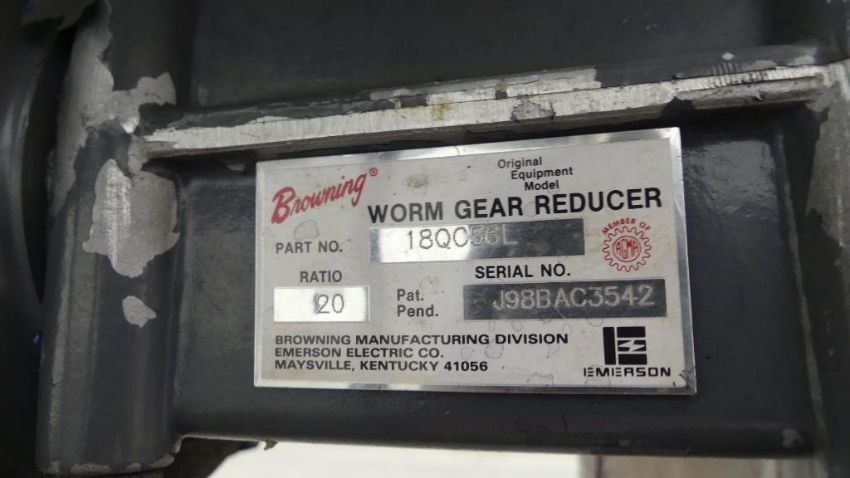 Browning®
Original
Equipment
Model
WORM GEAR REDUCER
PART NO. 18QC56L
MEMBER OF
AGMA
RATIO
20
Pat.
Pend.
SERIAL NO.
J98BAC3542
BROWNING MANUFACTURING DIVISION
EMERSON ELECTRIC CO.
MAYSVILLE, KENTUCKY 41056
EMERSON